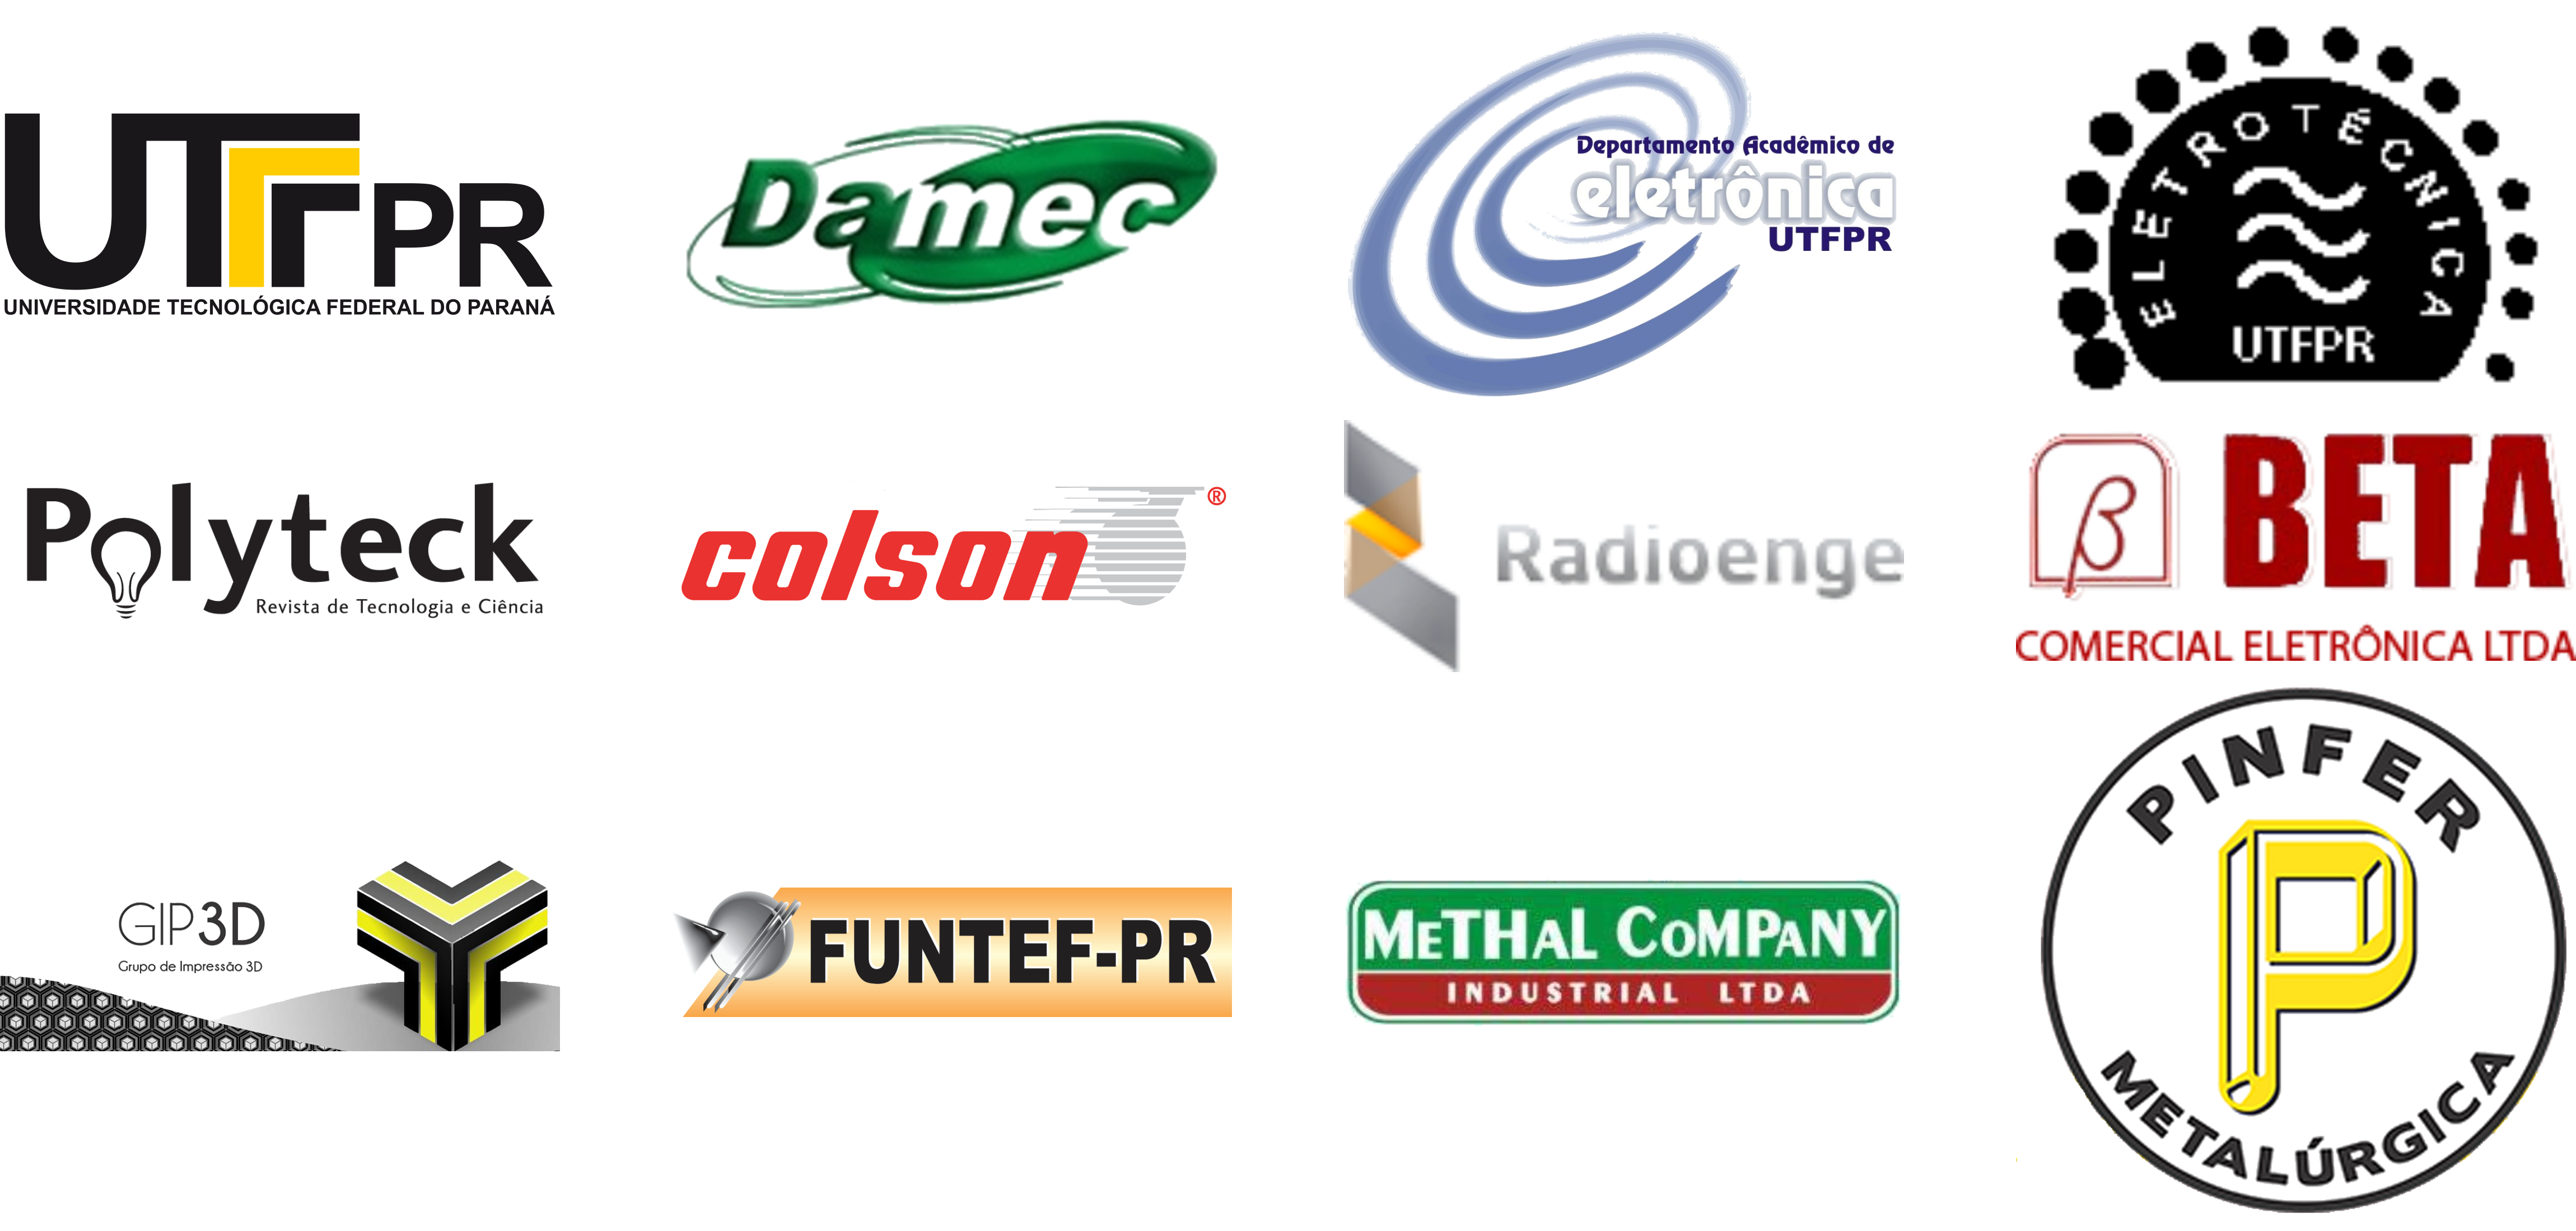 UTFPR
UNIVERSIDADE TECNOLÓGICA FEDERAL DO PARANÁ
Damec
Departamento Acadêmico de
eletrônica
UTFPR
ELETROTÉCNICA
UTFPR
Polyteck
Revista de Tecnologia e Ciência
colson®
Radioenge
β BETA
COMERCIAL ELETRÔNICA LTDA
GIP3D
Grupo de Impressão 3D
FUNTEF-PR
MeTHaL CoMPaNY
INDUSTRIAL LTDA
PINFER
P
METALÚRGICA